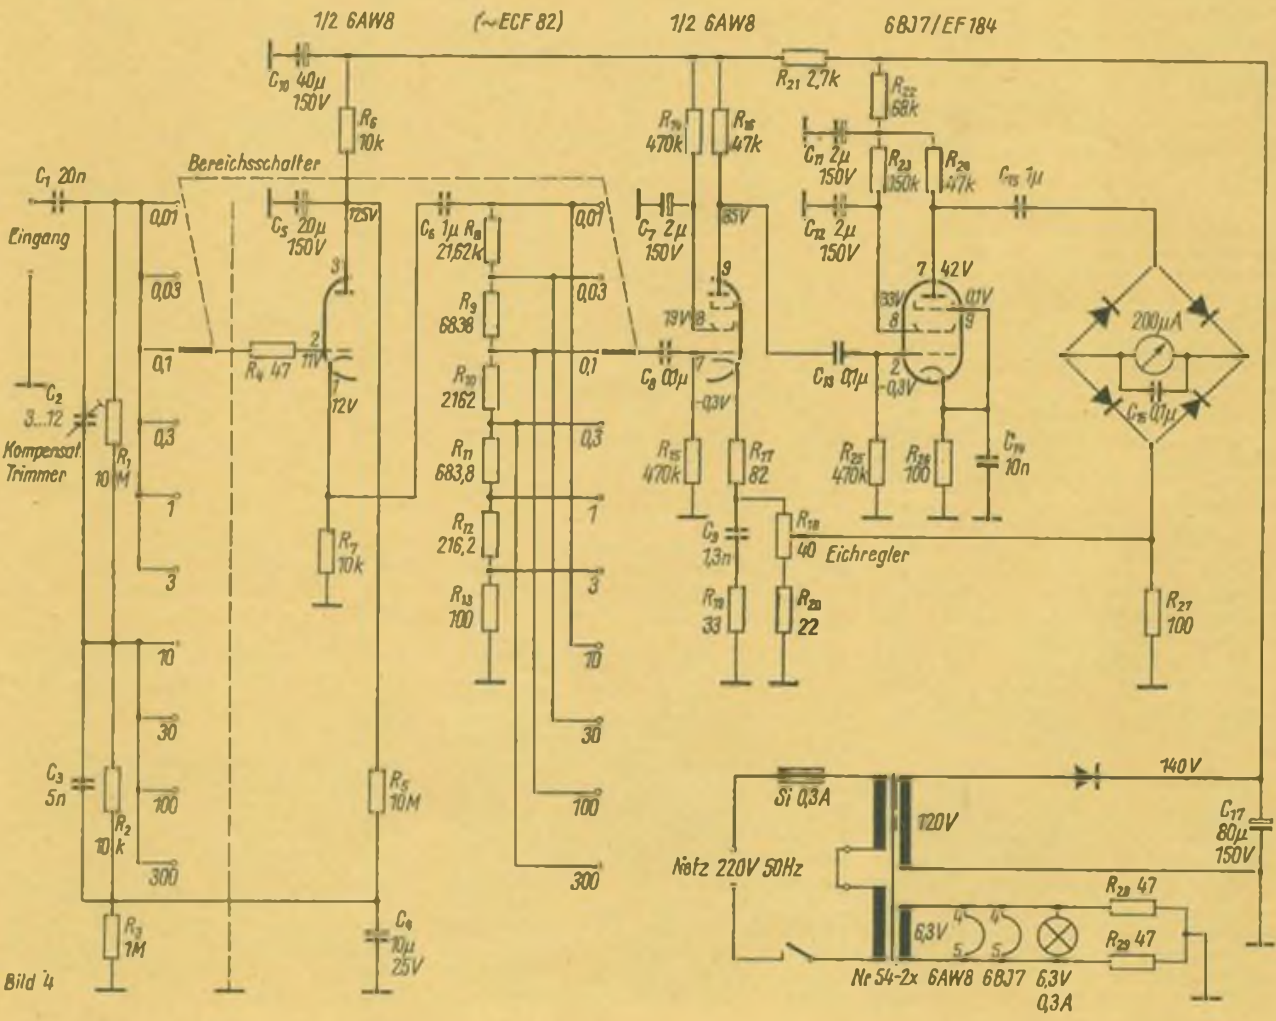 1/2 6AW8
(~ECF 82)
1/2 6AW8
6BJ7/EF 184
C10 40µ
150V
R6
10k
R21 2,7k
R22
68k
R14
470k
R16
47k
C11 2µ
150V
R23
150k
R24
47k
C15 1µ
Bereichsschalter
C1 20n
Eingang
0,01
0,03
0,1
0,3
1
3
10
30
100
300
C2
3...12
Kompensat.
Trimmer
R1
10M
C3
5n
R2
10k
R3
1M
Bild 4
R4 47
C5 20µ
150V
125V
3
2
11V
1
12V
R7
10k
R5
10M
C4
10µ
25V
C6 1µ
R8
21,62k
R9
6838
R10
2162
R11
683,8
R12
216,2
R13
100
0,01
0,03
0,1
0,3
1
3
10
30
100
300
C7 2µ
150V
85V
9
79V
8
C8 0,1µ
7
-0,3V
R15
470k
R17
82
C9
1,3n
R18
40
Eichregler
R19
33
R20
22
C12 2µ
150V
7
42V
33V
8
0,1V
9
C13 0,1µ
2
-0,3V
R25
470k
R26
100
C14
10n
200µA
C16 0,1µ
R27
100
Si 0,3A
140V
120V
C17
80µ
150V
Netz 220V 50Hz
6,3V
4
5
4
5
R28 47
R29 47
Nr 54-2x
6AW8
6BJ7
6,3V
0,3A